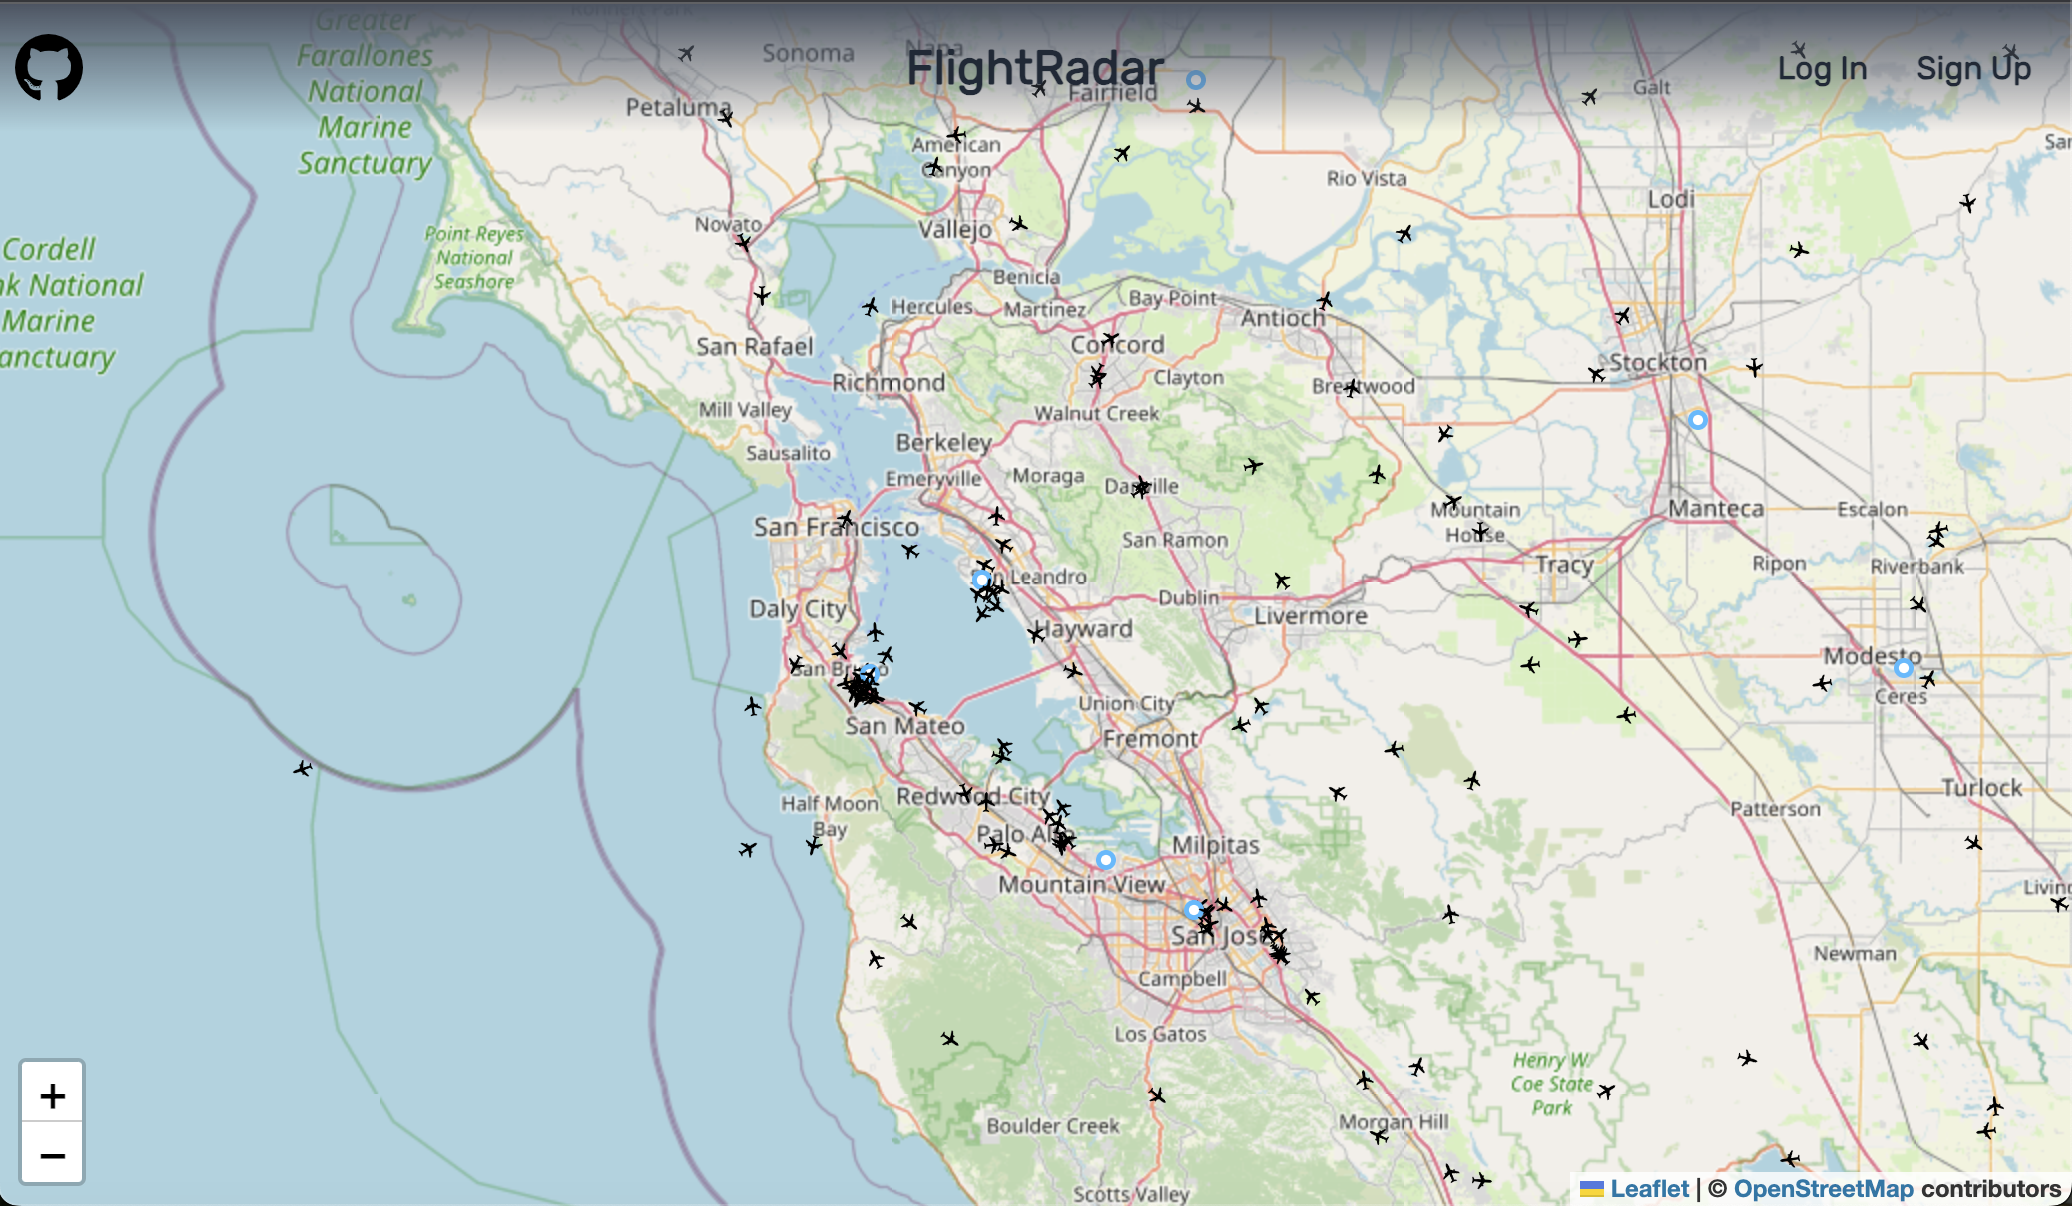 Greater
Farallones
National
Marine
Sanctuary
Sonoma
Napa
FlightRadar
Log In
Sign Up
Fairfield
Galt
Petaluma
American
Canyon
Rio Vista
Lodi
Novato
Vallejo
Point Reyes
National
Seashore
Cordell
nk National
Marine
anctuary
Benicia
Hercules
Martinez
Bay Point
Antioch
San Rafael
Concord
Stockton
Richmond
Clayton
Brentwood
Mill Valley
Walnut Creek
Berkeley
Sausalito
Emeryville
Moraga
Danville
Mountain
House
Manteca
Escalon
San Francisco
San Ramon
Tracy
Ripon
Riverbank
Leandro
Daly City
Dublin
Livermore
Hayward
San Bruno
Modesto
Ceres
Union City
San Mateo
Fremont
Half Moon
Bay
Redwood City
Turlock
Patterson
Palo Alto
Milpitas
Mountain View
Living
San Jose
Newman
Campbell
Los Gatos
Henry W.
Coe State
Park
Boulder Creek
Morgan Hill
Scotts Valley
+
−
Leaflet | © OpenStreetMap contributors